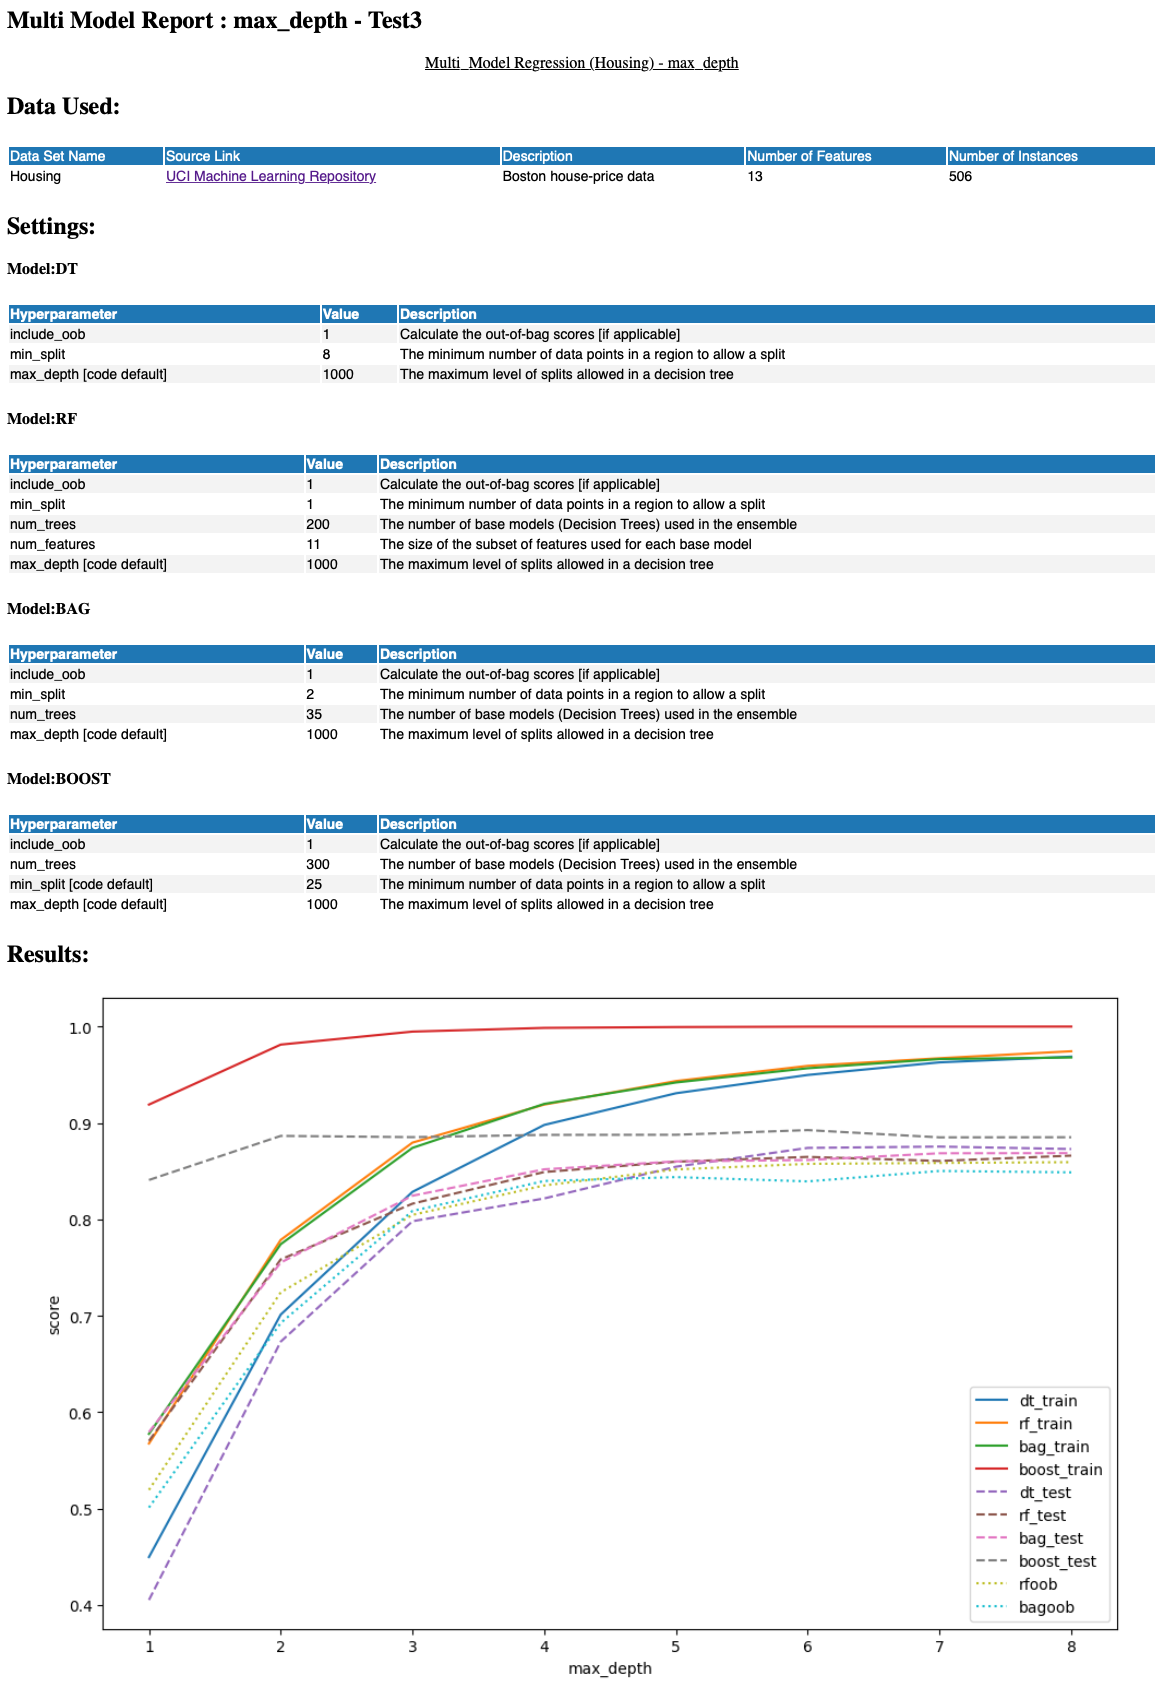 Multi Model Report : max_depth - Test3
Multi_Model Regression (Housing) - max_depth
Data Used:
Data Set Name Source Link Description Number of Features Number of Instances
Housing UCI Machine Learning Repository Boston house-price data 13 506
Settings:
Model:DT
Hyperparameter Value Description
include_oob 1 Calculate the out-of-bag scores [if applicable]
min_split 8 The minimum number of data points in a region to allow a split
max_depth [code default] 1000 The maximum level of splits allowed in a decision tree
Model:RF
Hyperparameter Value Description
include_oob 1 Calculate the out-of-bag scores [if applicable]
min_split 1 The minimum number of data points in a region to allow a split
num_trees 200 The number of base models (Decision Trees) used in the ensemble
num_features 11 The size of the subset of features used for each base model
max_depth [code default] 1000 The maximum level of splits allowed in a decision tree
Model:BAG
Hyperparameter Value Description
include_oob 1 Calculate the out-of-bag scores [if applicable]
min_split 2 The minimum number of data points in a region to allow a split
num_trees 35 The number of base models (Decision Trees) used in the ensemble
max_depth [code default] 1000 The maximum level of splits allowed in a decision tree
Model:BOOST
Hyperparameter Value Description
include_oob 1 Calculate the out-of-bag scores [if applicable]
num_trees 300 The number of base models (Decision Trees) used in the ensemble
min_split [code default] 25 The minimum number of data points in a region to allow a split
max_depth [code default] 1000 The maximum level of splits allowed in a decision tree
Results:
1.0
0.9
0.8
0.7
0.6
0.5
0.4
score
dt_train
rf_train
bag_train
boost_train
dt_test
rf_test
bag_test
boost_test
rfoob
bagoob
1 2 3 4 5 6 7 8
max_depth